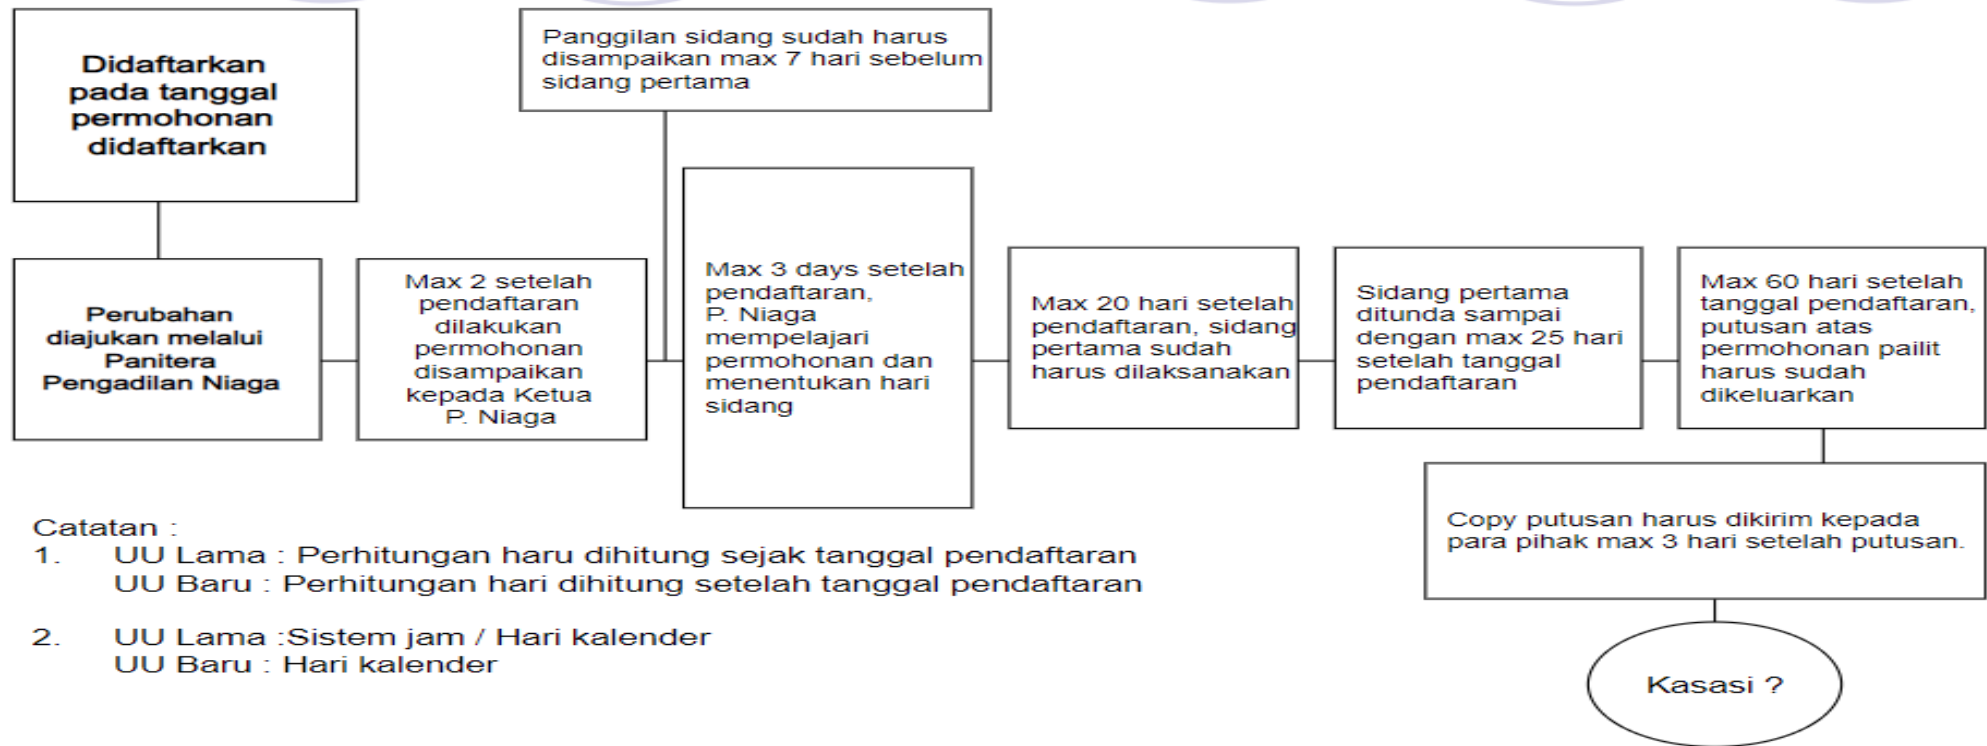 Didaftarkan
pada tanggal
permohonan
didaftarkan
Panggilan sidang sudah harus
disampaikan max 7 hari sebelum
sidang pertama
Perubahan
diajukan melalui
Panitera
Pengadilan Niaga
Max 2 setelah
pendaftaran
dilakukan
permohonan
disampaikan
kepada Ketua
P. Niaga
Max 3 days setelah
pendaftaran,
P. Niaga
mempelajari
permohonan dan
menentukan hari
sidang
Max 20 hari setelah
pendaftaran, sidang
pertama sudah
harus dilaksanakan
Sidang pertama
ditunda sampai
dengan max 25 hari
setelah tanggal
pendaftaran
Max 60 hari setelah
tanggal pendaftaran,
putusan atas
permohonan pailit
harus sudah
dikeluarkan
Copy putusan harus dikirim kepada
para pihak max 3 hari setelah putusan.
Kasasi ?
Catatan :
1. UU Lama : Perhitungan haru dihitung sejak tanggal pendaftaran
UU Baru : Perhitungan hari dihitung setelah tanggal pendaftaran
2. UU Lama :Sistem jam / Hari kalender
UU Baru : Hari kalender